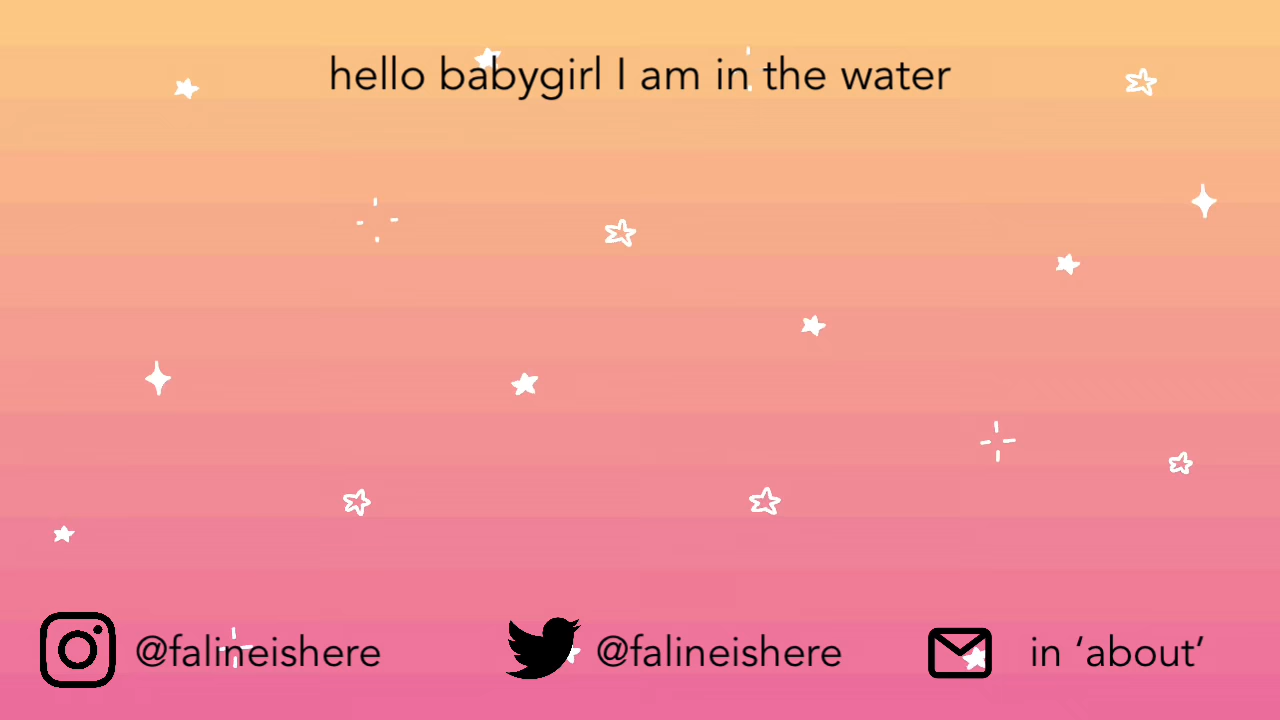 hello babygirl I am in the water
@falineishere @falineishere in ‘about’